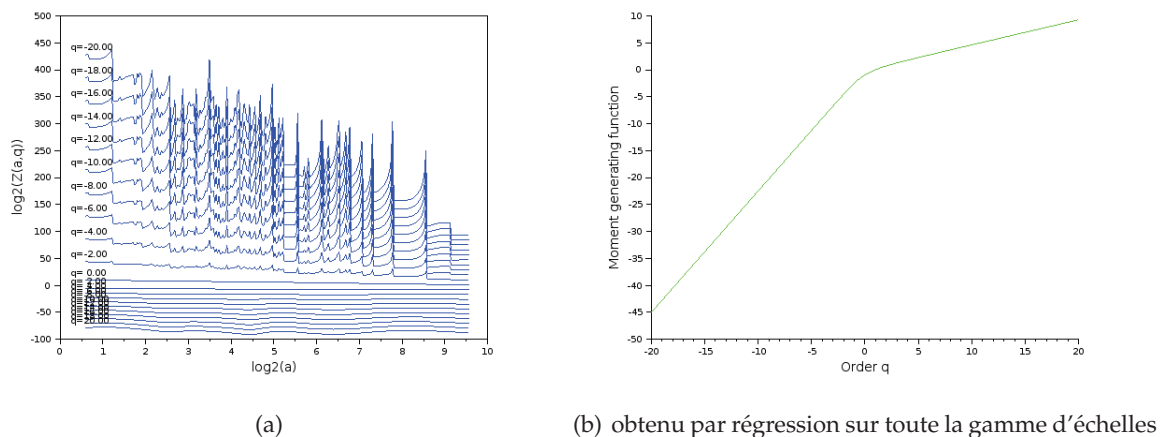 500
450
400
350
300
250
200
150
100
50
0
-50
-100
log2(Z(a,q))
q=-20.00
q=-18.00
q=-16.00
q=-14.00
q=-12.00
q=-10.00
q=-8.00
q=-6.00
q=-4.00
q=-2.00
q= 0.00
q= 2.00
q=20.00
0 1 2 3 4 5 6 7 8 9 10
log2(a)
10
5
0
-5
-10
-15
-20
-25
-30
-35
-40
-45
-50
Moment generating function
-20 -15 -10 -5 0 5 10 15 20
Order q
(a)
(b) obtenu par régression sur toute la gamme d'échelles